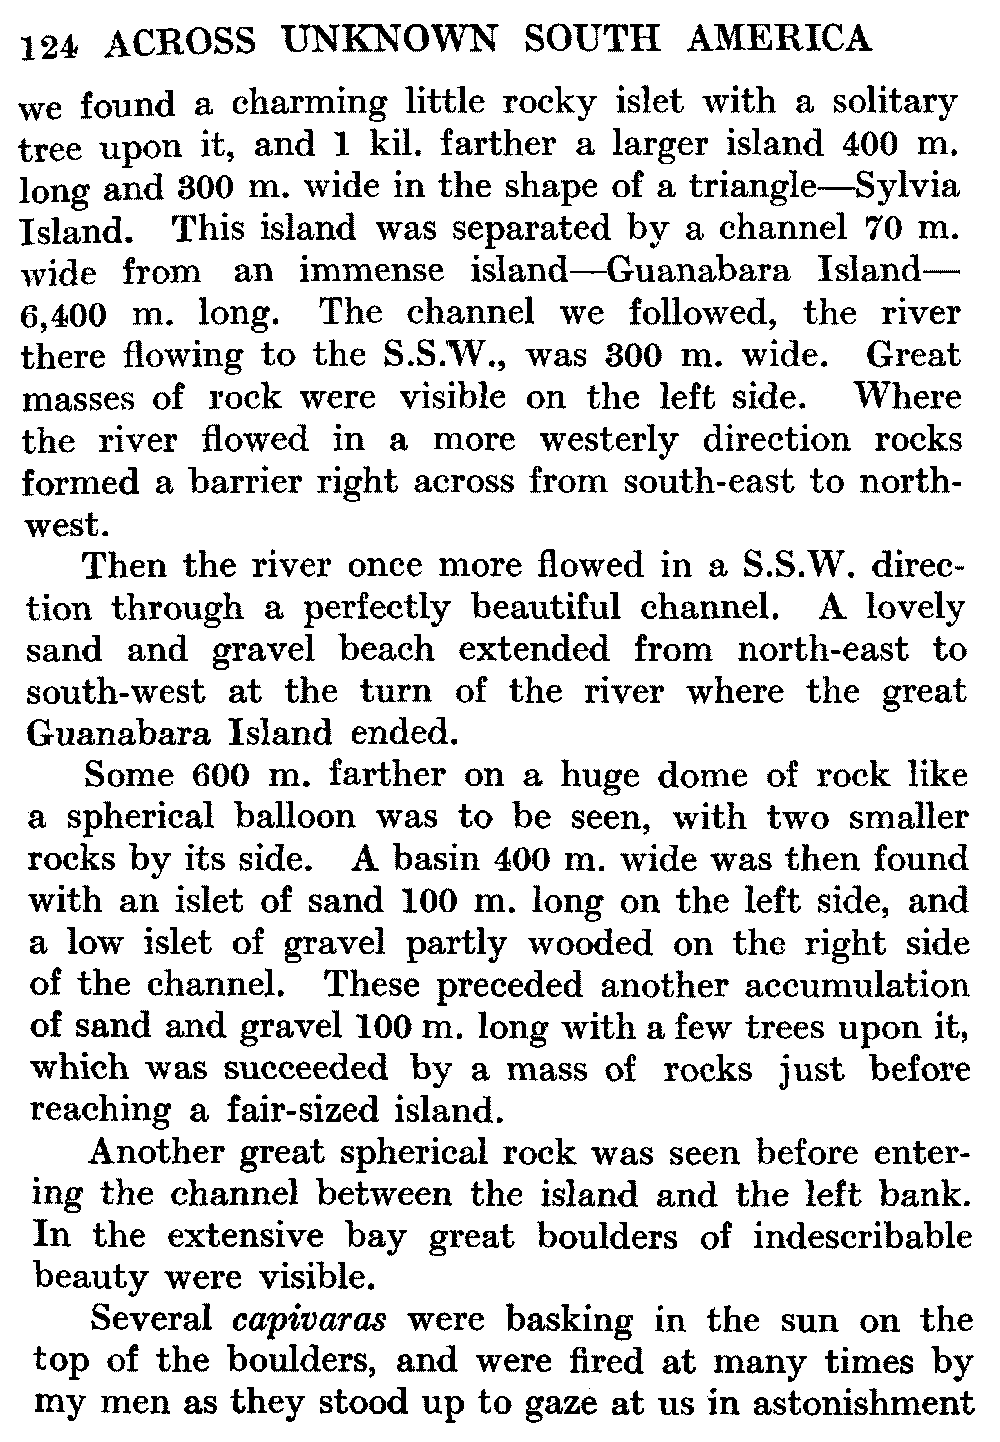 124 ACROSS UNKNOWN SOUTH AMERICA
we found a charming little rocky islet with a solitary
tree upon it, and 1 kil. farther a larger island 400 m.
long and 300 m. wide in the shape of a triangle—Sylvia
Island. This island was separated by a channel 70 m.
wide from an immense island—Guanabara Island—
6,400 m. long. The channel we followed, the river
there flowing to the S.S.W., was 300 m. wide. Great
masses of rock were visible on the left side. Where
the river flowed in a more westerly direction rocks
formed a barrier right across from south-east to north-
west.
Then the river once more flowed in a S.S.W. direc-
tion through a perfectly beautiful channel. A lovely
sand and gravel beach extended from north-east to
south-west at the turn of the river where the great
Guanabara Island ended.
Some 600 m. farther on a huge dome of rock like
a spherical balloon was to be seen, with two smaller
rocks by its side. A basin 400 m. wide was then found
with an islet of sand 100 m. long on the left side, and
a low islet of gravel partly wooded on the right side
of the channel. These preceded another accumulation
of sand and gravel 100 m. long with a few trees upon it,
which was succeeded by a mass of rocks just before
reaching a fair-sized island.
Another great spherical rock was seen before enter-
ing the channel between the island and the left bank.
In the extensive bay great boulders of indescribable
beauty were visible.
Several capivaras were basking in the sun on the
top of the boulders, and were fired at many times by
my men as they stood up to gaze at us in astonishment